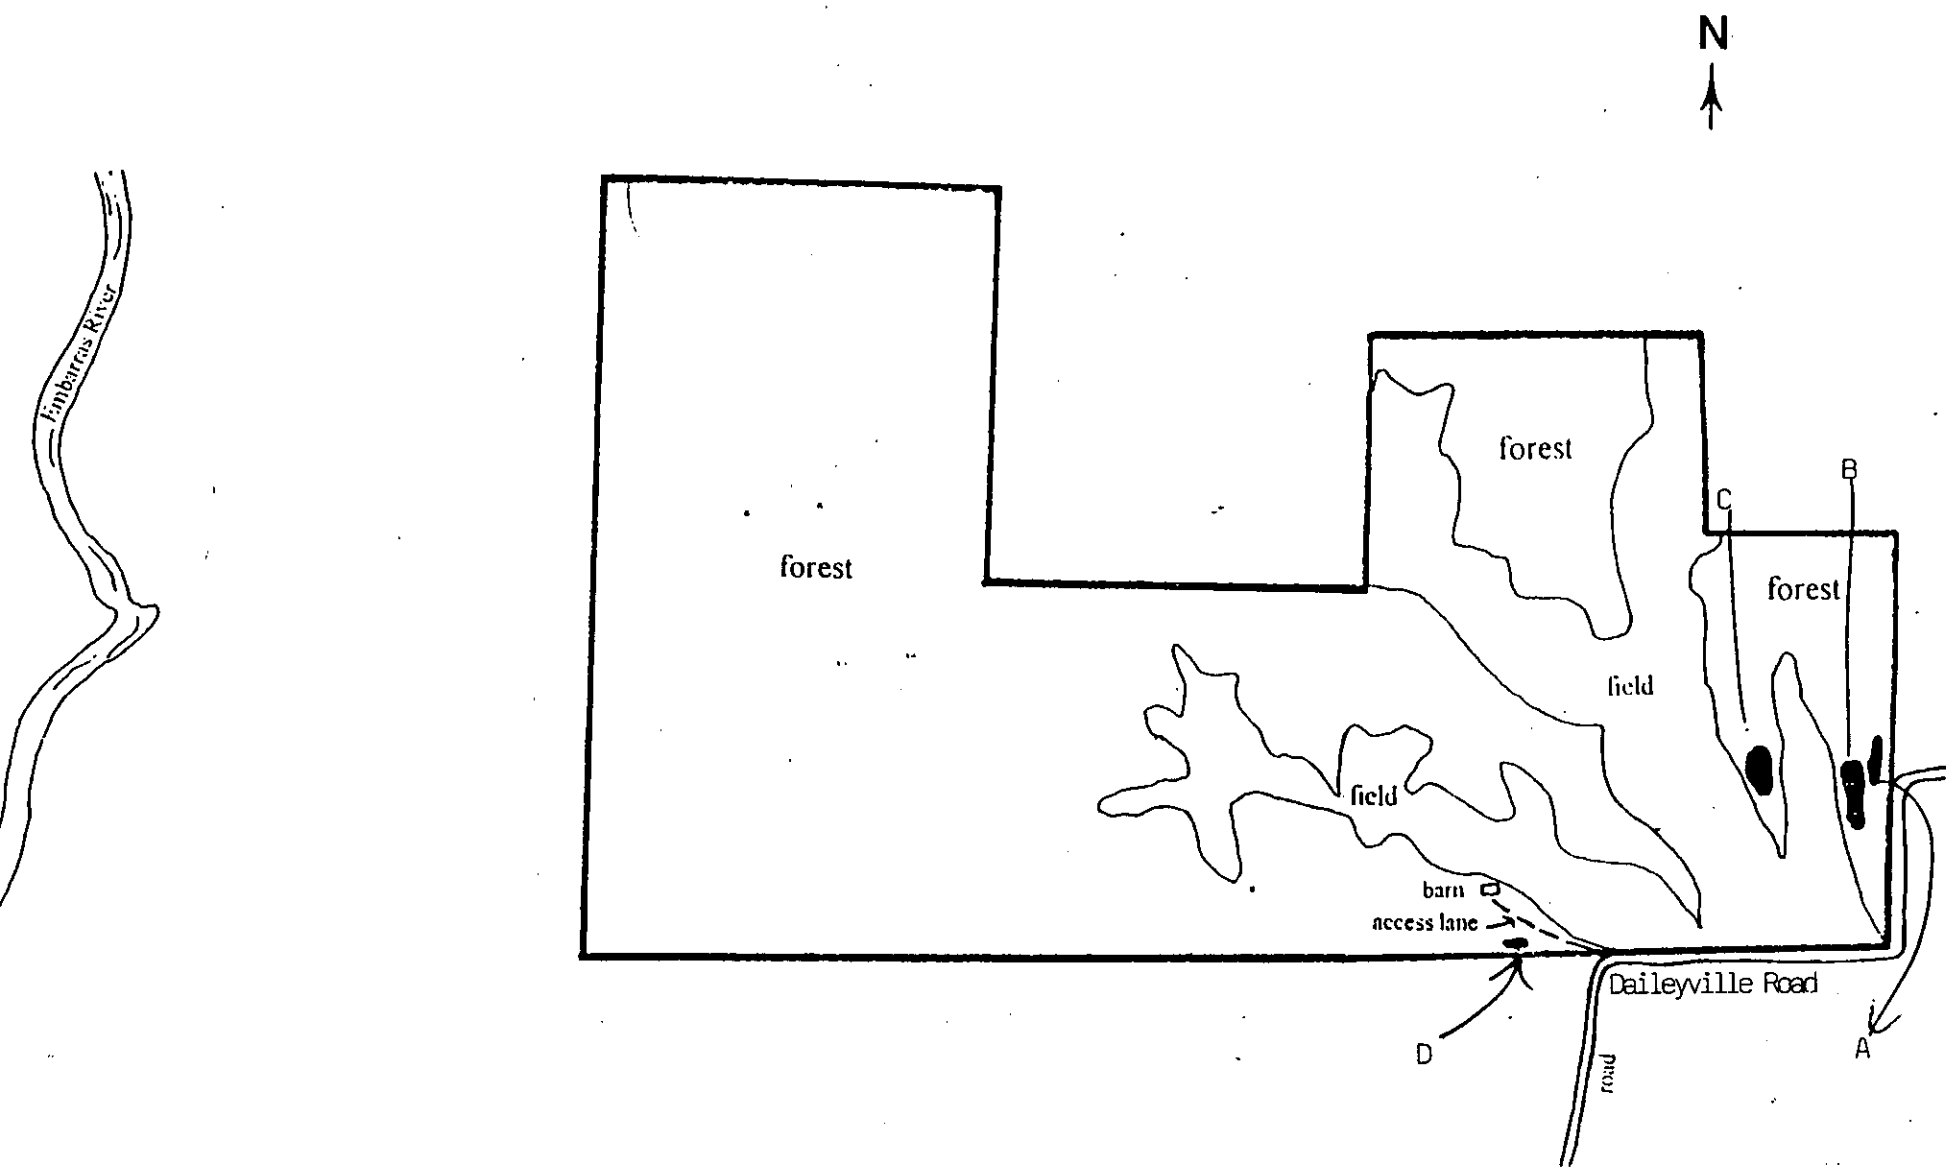 N
Embarras River
forest
B
C
forest
forest
field
field
barn
access lane
Daileyville Road
D
A
road